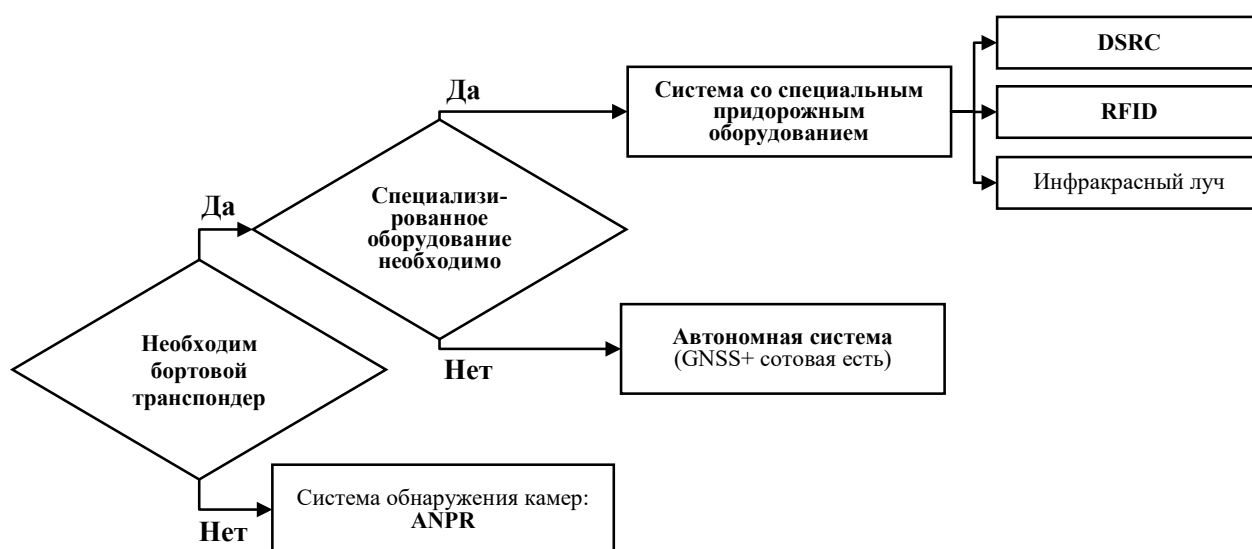 DSRC
Да
Система со специальным
придорожным
оборудованием
RFID
Инфракрасный луч
Да
Специализи-
рованное
оборудование
необходимо
Автономная система
(GNSS+ сотовая есть)
Нет
Необходим
бортовой
транспондер
Система обнаружения камер:
ANPR
Нет